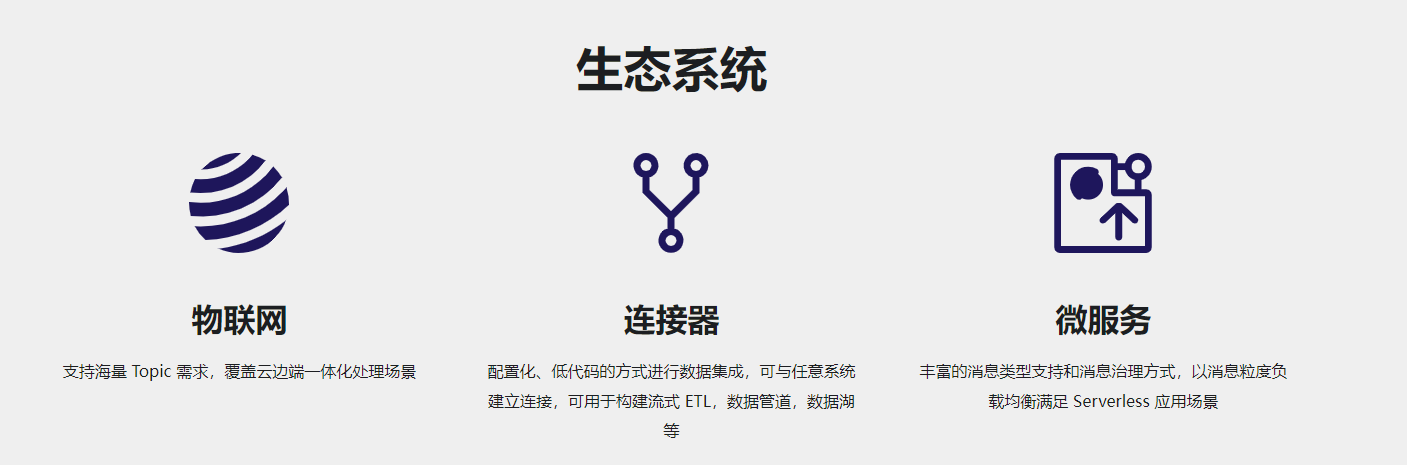 生态系统
物联网
支持海量 Topic 需求，覆盖云边端一体化处理场景
连接器
配置化、低代码的方式进行数据集成，可与任意系统
建立连接，可用于构建流式 ETL，数据管道，数据湖
等
微服务
丰富的消息类型支持和消息治理方式，以消息粒度负
载均衡满足 Serverless 应用场景